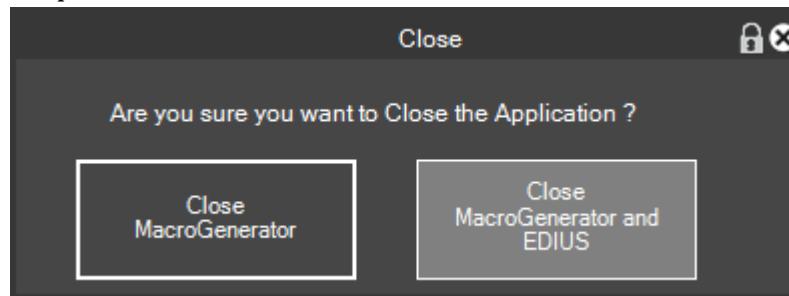 Close
Are you sure you want to Close the Application ?
Close
MacroGenerator
Close
MacroGenerator and
EDIUS